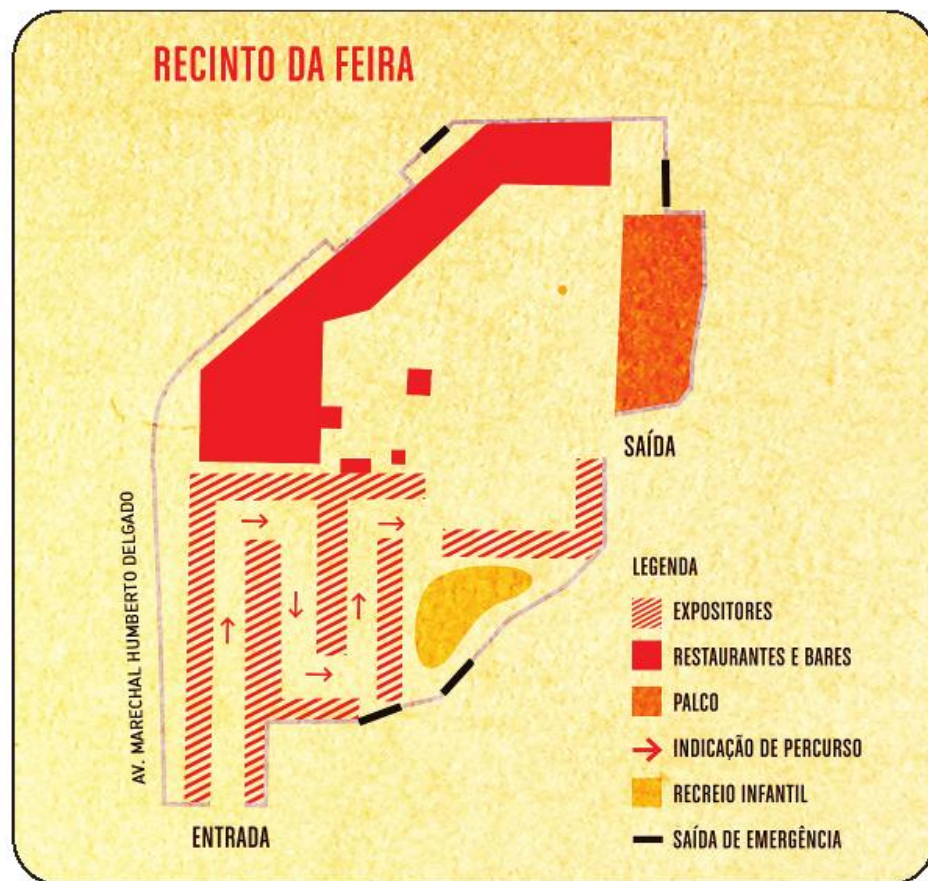 RECINTO DA FEIRA
SAÍDA
AV. MARECHAL HUMBERTO DELGADO
ENTRADA
LEGENDA
EXPOSITORES
RESTAURANTES E BARES
PALCO
INDICAÇÃO DE PERCURSO
RECREIO INFANTIL
SAÍDA DE EMERGÊNCIA